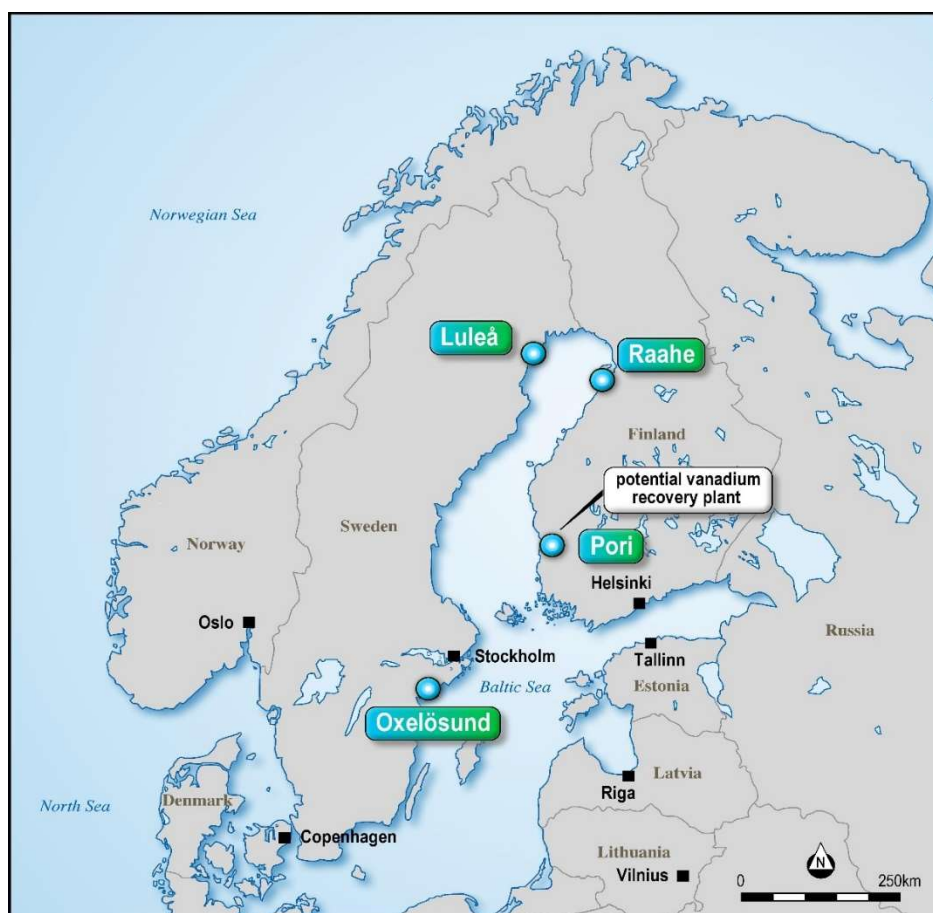 Norwegian Sea
Luleå
Raahe
Finland
potential vanadium
recovery plant
Sweden
Norway
Pori
Helsinki
Oslo
Russia
Stockholm
Tallinn
Baltic Sea
Estonia
Oxelösund
Riga
Latvia
North Sea
Denmark
Copenhagen
Lithuania
Vilnius
N
0
250km